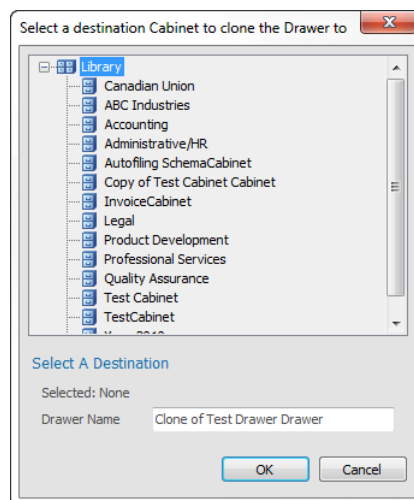 Select a destination Cabinet to clone the Drawer to
Library
Canadian Union
ABC Industries
Accounting
Administrative/HR
Autofiling SchemaCabinet
Copy of Test Cabinet Cabinet
InvoiceCabinet
Legal
Product Development
Professional Services
Quality Assurance
Test Cabinet
TestCabinet
Select A Destination
Selected: None
Drawer Name
Clone of Test Drawer Drawer
OK
Cancel